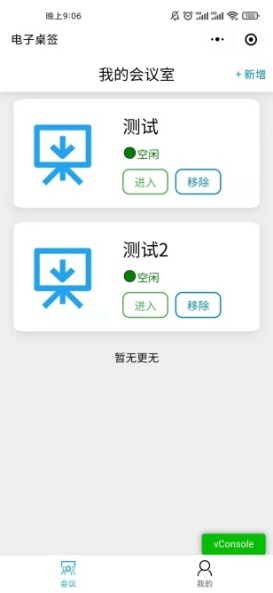 晚上9:06
电子桌签
我的会议室
+ 新增
测试
空闲
进入
移除
测试2
空闲
进入
移除
暂无更无
vConsole
会议
我的